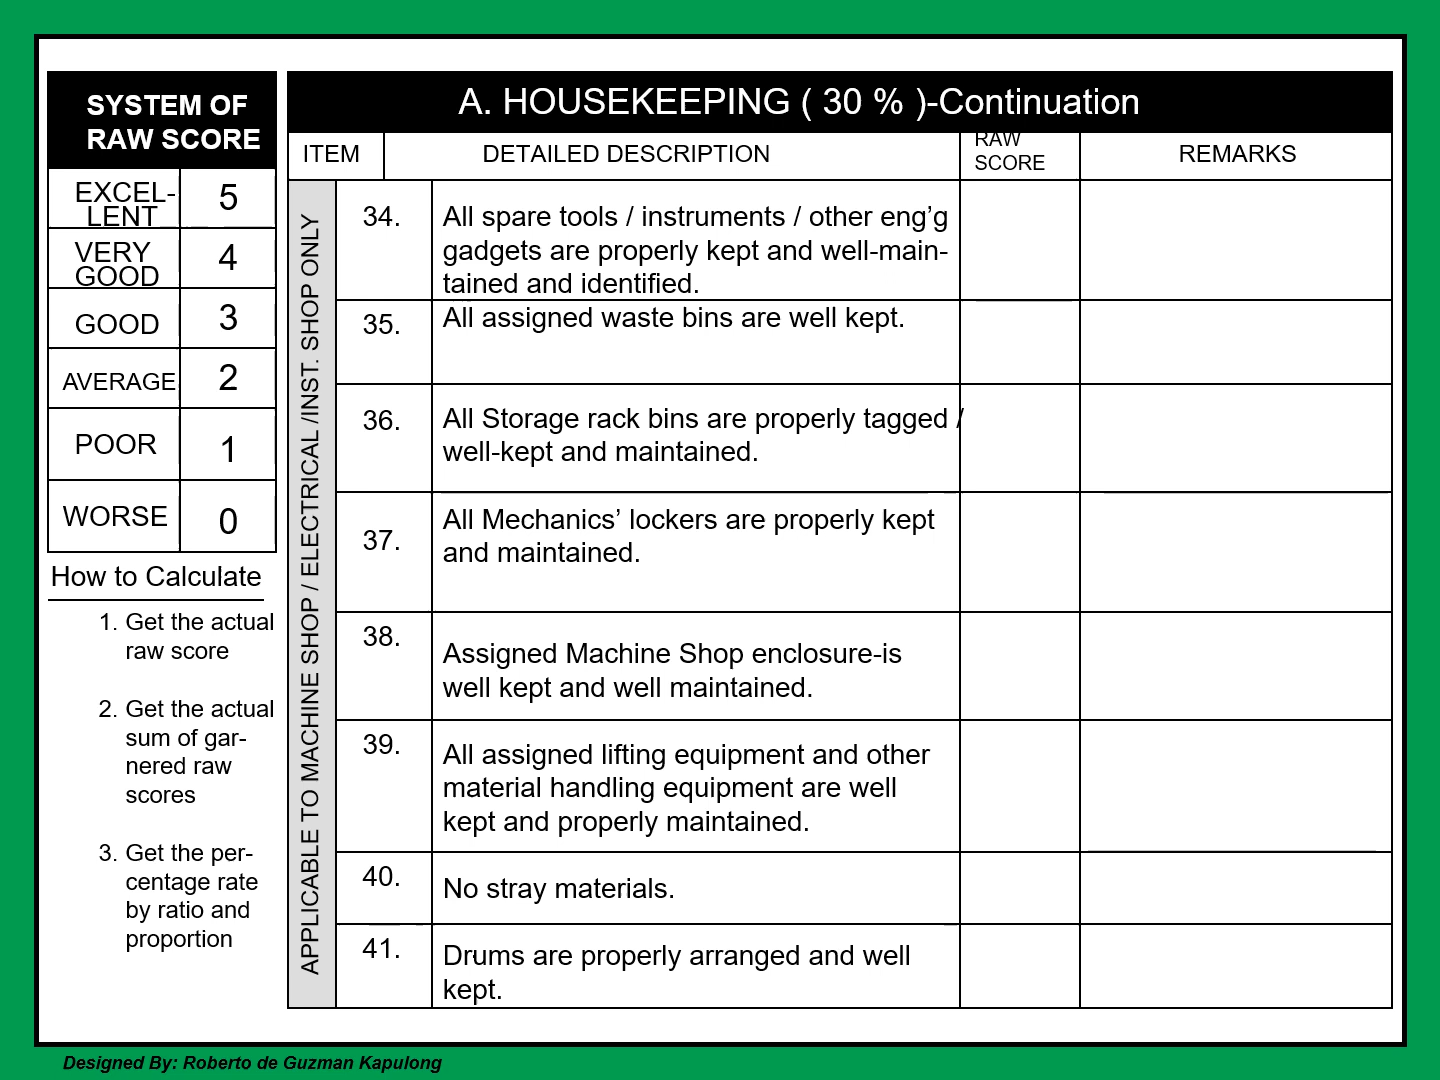 SYSTEM OF
RAW SCORE
EXCEL-
LENT
5
VERY
GOOD
4
GOOD
3
AVERAGE
2
POOR
1
WORSE
0
How to Calculate
1. Get the actual
raw score
2. Get the actual
sum of gar-
nered raw
scores
3. Get the per-
centage rate
by ratio and
proportion
A. HOUSEKEEPING ( 30 % )-Continuation
ITEM
DETAILED DESCRIPTION
RAW
SCORE
REMARKS
APPLICABLE TO MACHINE SHOP / ELECTRICAL /INST. SHOP ONLY
34.
All spare tools / instruments / other eng’g
gadgets are properly kept and well-main-
tained and identified.
35.
All assigned waste bins are well kept.
36.
All Storage rack bins are properly tagged /
well-kept and maintained.
37.
All Mechanics’ lockers are properly kept
and maintained.
38.
Assigned Machine Shop enclosure-is
well kept and well maintained.
39.
All assigned lifting equipment and other
material handling equipment are well
kept and properly maintained.
40.
No stray materials.
41.
Drums are properly arranged and well
kept.
Designed By: Roberto de Guzman Kapulong